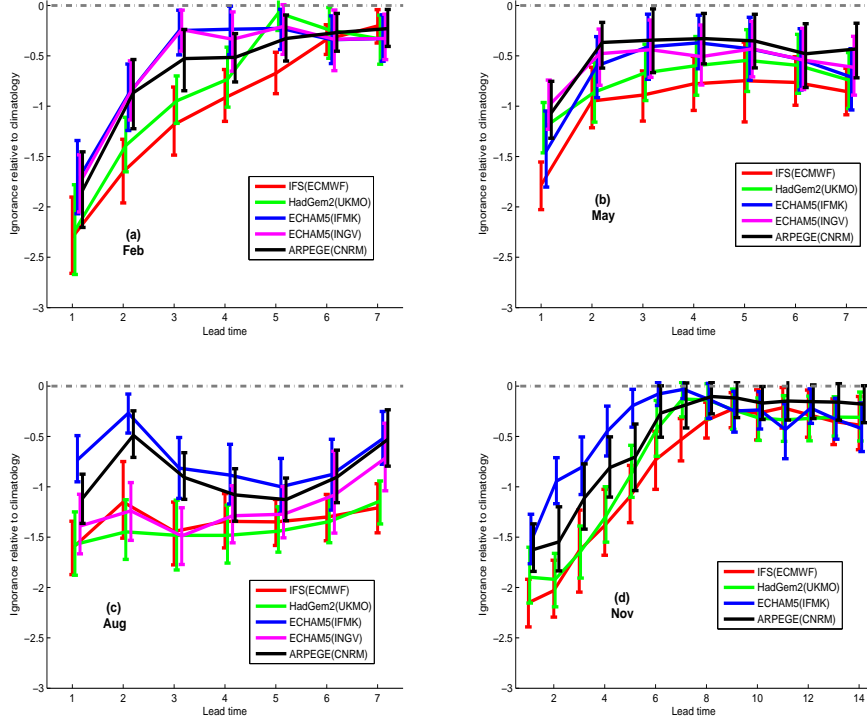 Ignorance relative to climatology
0
−0.5
−1
−1.5
−2
−2.5
−3
1 2 3 4 5 6 7
Lead time
(a)
Feb
IFS(ECMWF)
HadGem2(UKMO)
ECHAM5(IFMK)
ECHAM5(INGV)
ARPEGE(CNRM)
Ignorance relative to climatology
0
−0.5
−1
−1.5
−2
−2.5
−3
1 2 3 4 5 6 7
Lead time
(b)
May
IFS(ECMWF)
HadGem2(UKMO)
ECHAM5(IFMK)
ECHAM5(INGV)
ARPEGE(CNRM)
Ignorance relative to climatology
0
−0.5
−1
−1.5
−2
−2.5
−3
1 2 3 4 5 6 7
Lead time
(c)
Aug
IFS(ECMWF)
HadGem2(UKMO)
ECHAM5(IFMK)
ECHAM5(INGV)
ARPEGE(CNRM)
Ignorance relative to climatology
0
−0.5
−1
−1.5
−2
−2.5
−3
2 4 6 8 10 12 14
Lead time
(d)
Nov
IFS(ECMWF)
HadGem2(UKMO)
ECHAM5(IFMK)
ARPEGE(CNRM)